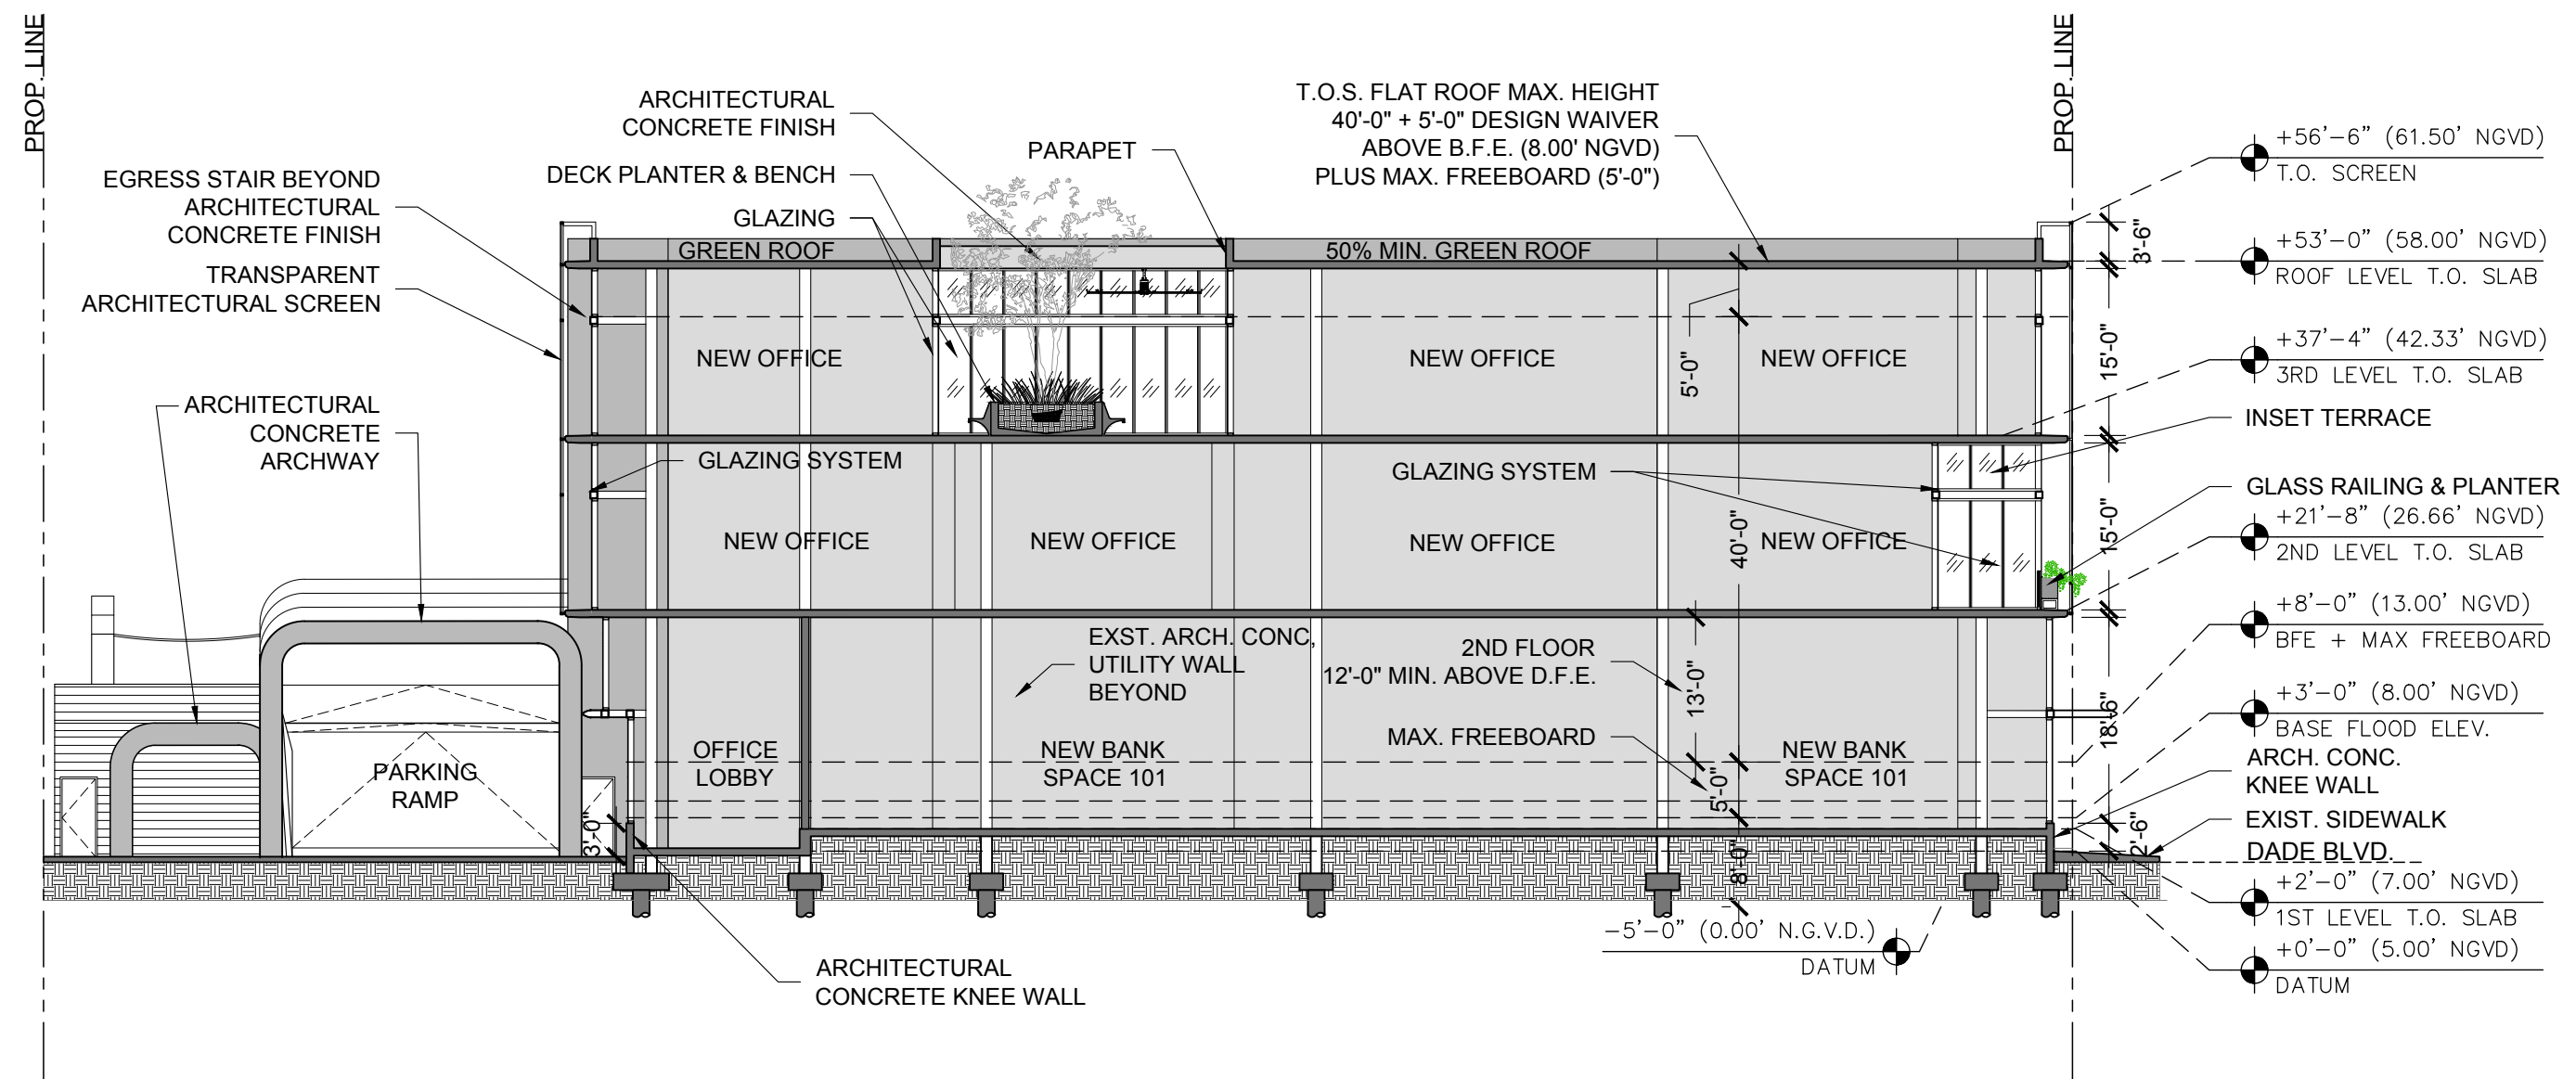 PROP. LINE
PROP. LINE
ARCHITECTURAL
CONCRETE FINISH
DECK PLANTER & BENCH
GLAZING
PARAPET
T.O.S. FLAT ROOF MAX. HEIGHT
40'-0" + 5'-0" DESIGN WAIVER
ABOVE B.F.E. (8.00' NGVD)
PLUS MAX. FREEBOARD (5'-0")
EGRESS STAIR BEYOND
ARCHITECTURAL
CONCRETE FINISH
TRANSPARENT
ARCHITECTURAL SCREEN
ARCHITECTURAL
CONCRETE
ARCHWAY
GREEN ROOF
50% MIN. GREEN ROOF
NEW OFFICE
NEW OFFICE
NEW OFFICE
5'-0"
GLAZING SYSTEM
GLAZING SYSTEM
NEW OFFICE
NEW OFFICE
NEW OFFICE
NEW OFFICE
40'-0"
EXST. ARCH. CONC,
UTILITY WALL
BEYOND
2ND FLOOR
12'-0" MIN. ABOVE D.F.E.
13'-0"
MAX. FREEBOARD
5'-0"
OFFICE
LOBBY
NEW BANK
SPACE 101
NEW BANK
SPACE 101
PARKING
RAMP
3'-0"
8'-0"
ARCHITECTURAL
CONCRETE KNEE WALL
-5'-0" (0.00' N.G.V.D.)
DATUM
3'-6"
15'-0"
15'-0"
18'-6"
2'-6"
+56'-6" (61.50' NGVD)
T.O. SCREEN
+53'-0" (58.00' NGVD)
ROOF LEVEL T.O. SLAB
+37'-4" (42.33' NGVD)
3RD LEVEL T.O. SLAB
INSET TERRACE
GLASS RAILING & PLANTER
+21'-8" (26.66' NGVD)
2ND LEVEL T.O. SLAB
+8'-0" (13.00' NGVD)
BFE + MAX FREEBOARD
+3'-0" (8.00' NGVD)
BASE FLOOD ELEV.
ARCH. CONC.
KNEE WALL
EXIST. SIDEWALK
DADE BLVD.
+2'-0" (7.00' NGVD)
1ST LEVEL T.O. SLAB
+0'-0" (5.00' NGVD)
DATUM